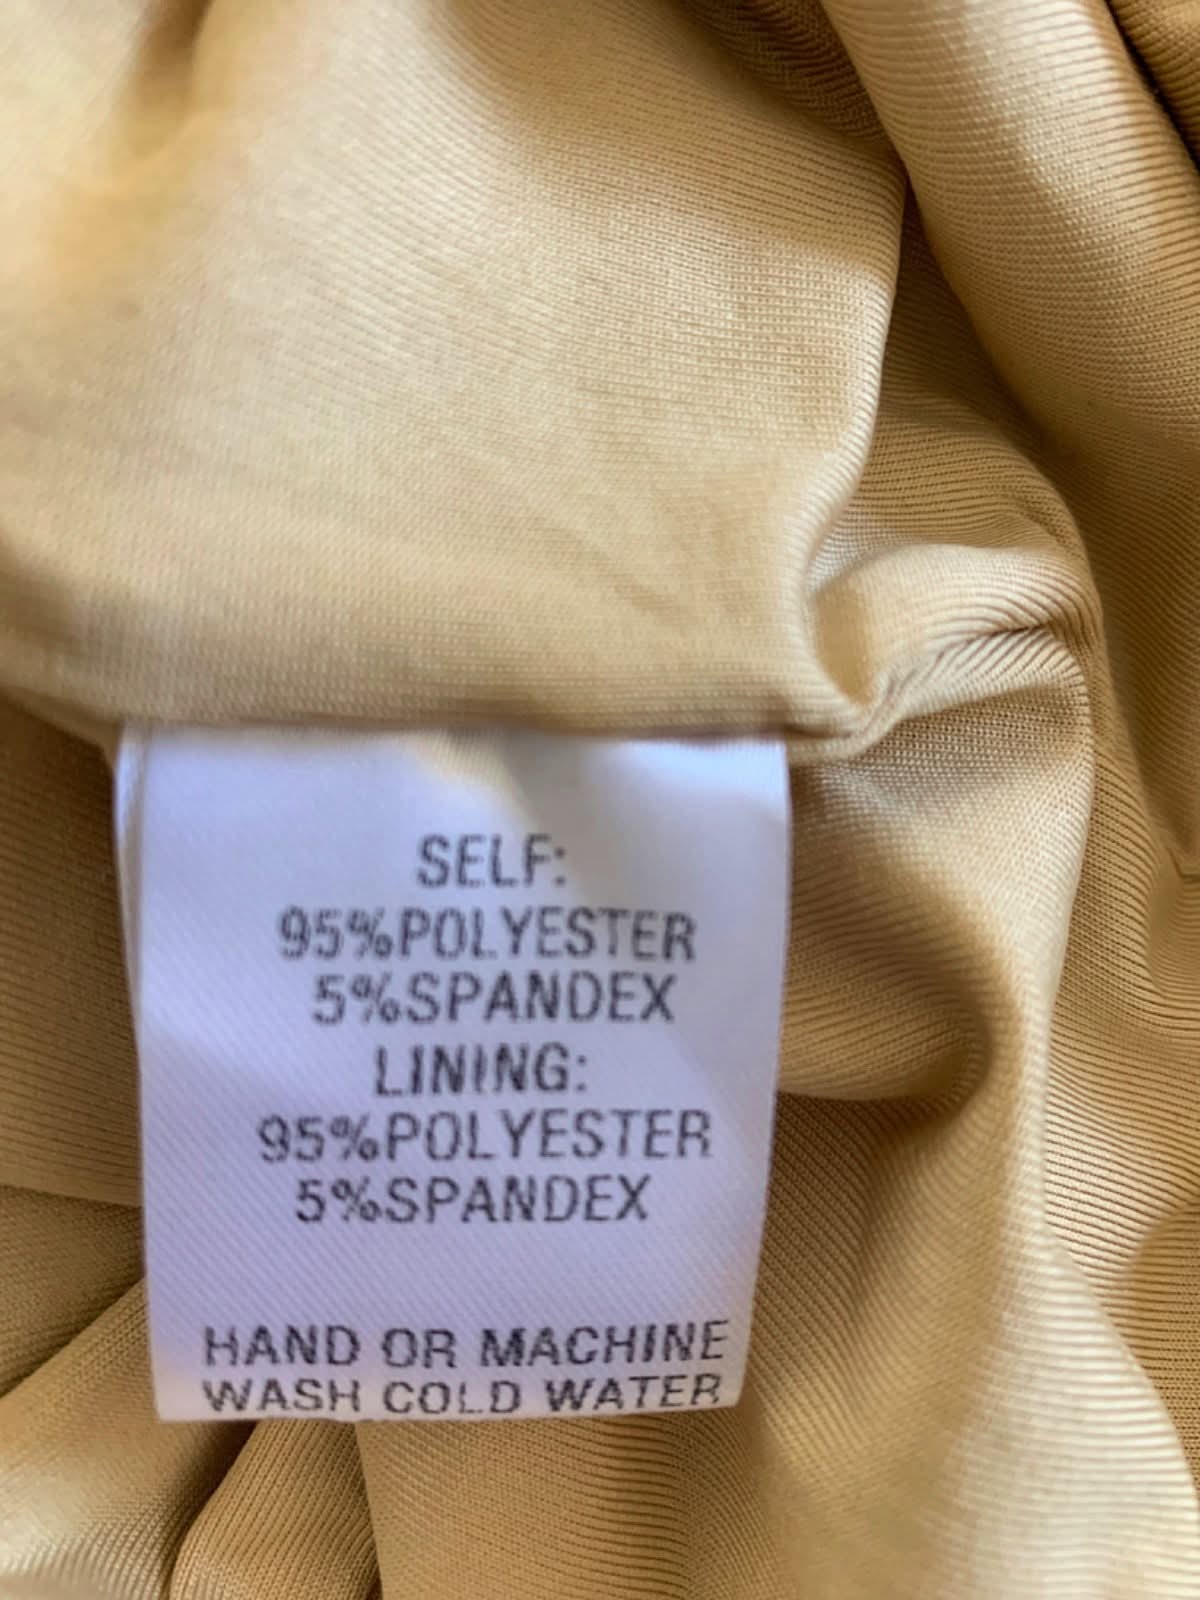 SELF:
95%POLYESTER
5%SPANDEX
LINING:
95%POLYESTER
5%SPANDEX
HAND OR MACHINE
WASH COLD WATER